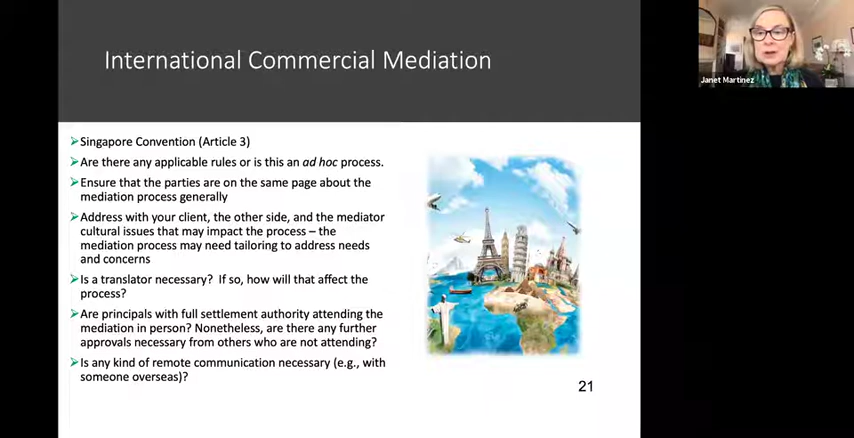 International Commercial Mediation
Janet Martinez
➢Singapore Convention (Article 3)
➢Are there any applicable rules or is this an ad hoc process.
➢Ensure that the parties are on the same page about the
mediation process generally
➢Address with your client, the other side, and the mediator
cultural issues that may impact the process – the
mediation process may need tailoring to address needs
and concerns
➢Is a translator necessary?  If so, how will that affect the
process?
➢Are principals with full settlement authority attending the
mediation in person? Nonetheless, are there any further
approvals necessary from others who are not attending?
➢Is any kind of remote communication necessary (e.g., with
someone overseas)?
21